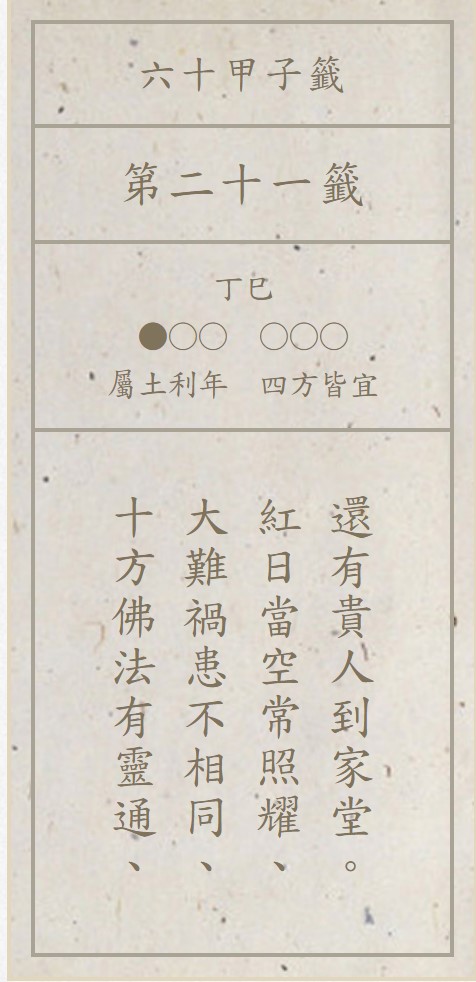 六十甲子籤
第二十一籤
丁巳
●○○ ○○○
屬土利年 四方皆宜
十方佛法有靈通、
大難禍患不相同、
紅日當空常照耀、
還有貴人到家堂。